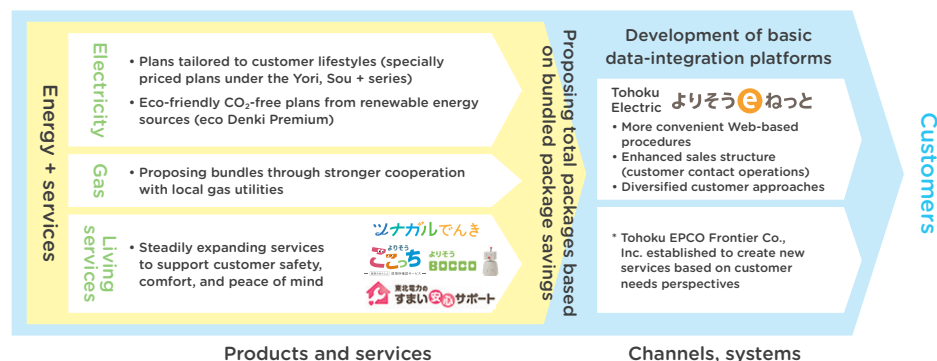 Energy + services
Electricity
• Plans tailored to customer lifestyles (specially
priced plans under the Yori, Sou + series)
• Eco-friendly CO₂-free plans from renewable energy
sources (eco Denki Premium)
Gas
• Proposing bundles through stronger cooperation
with local gas utilities
Living
services
• Steadily expanding services
to support customer safety,
comfort, and peace of mind
ツナガルでんき
よりそう
ここっち
よりそう
BOCCO
東北電力の
すまい安心サポート
Proposing total packages based
on bundled package savings
Development of basic
data-integration platforms
Tohoku
Electric
よりそうeねっと
• More convenient Web-based
procedures
• Enhanced sales structure
(customer contact operations)
• Diversified customer approaches
* Tohoku EPCO Frontier Co.,
Inc. established to create new
services based on customer
needs perspectives
Customers
Products and services
Channels, systems